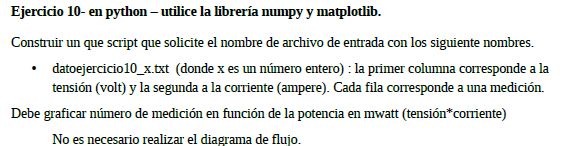 Ejercicio 10- en python – utilice la librería numpy y matplotlib.
Construir un que script que solicite el nombre de archivo de entrada con los siguiente nombres.
• datoejercicio10_x.txt (donde x es un número entero) : la primer columna corresponde a la
tensión (volt) y la segunda a la corriente (ampere). Cada fila corresponde a una medición.
Debe graficar número de medición en función de la potencia en mwatt (tensión*corriente)
No es necesario realizar el diagrama de flujo.